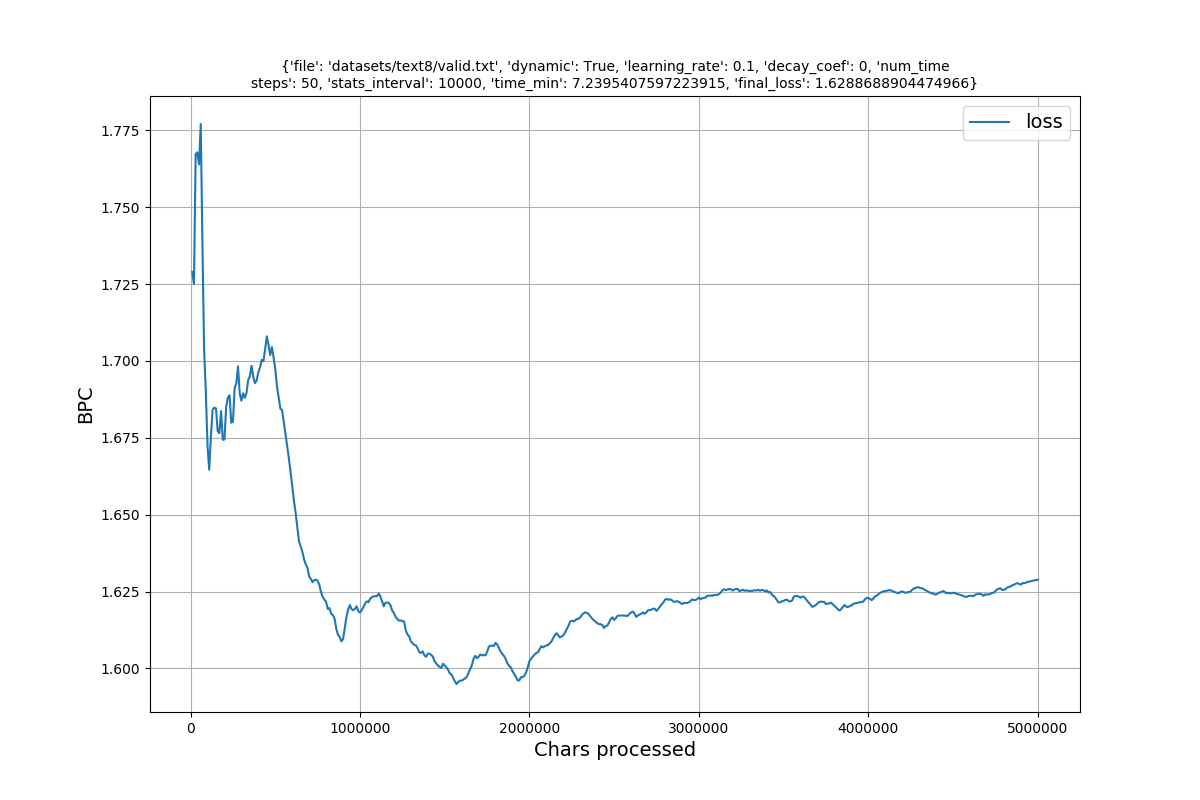 {'file': 'datasets/text8/valid.txt', 'dynamic': True, 'learning_rate': 0.1, 'decay_coef': 0, 'num_time
steps': 50, 'stats_interval': 10000, 'time_min': 7.2395407597223915, 'final_loss': 1.6288688904474966}
loss
1.775
1.750
1.725
1.700
1.675
1.650
1.625
1.600
BPC
0 1000000 2000000 3000000 4000000 5000000
Chars processed